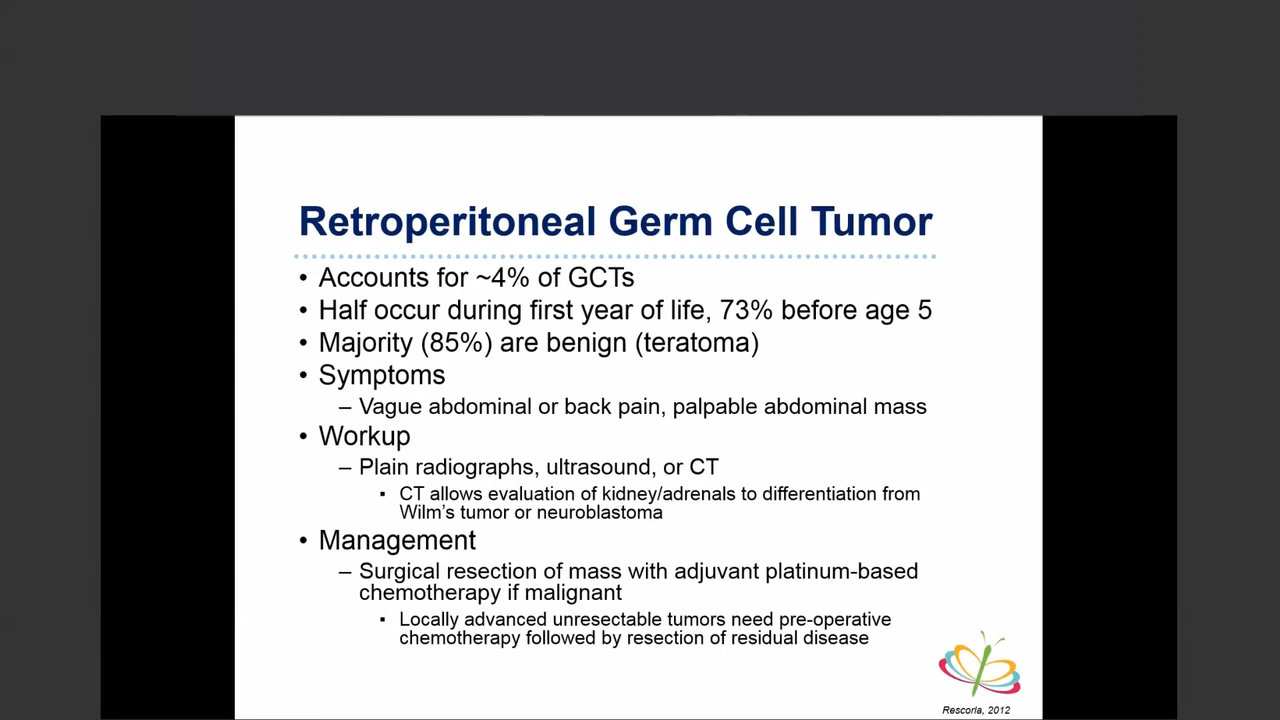 Retroperitoneal Germ Cell Tumor
• Accounts for ~4% of GCTs
• Half occur during first year of life, 73% before age 5
• Majority (85%) are benign (teratoma)
• Symptoms
– Vague abdominal or back pain, palpable abdominal mass
• Workup
– Plain radiographs, ultrasound, or CT
▪ CT allows evaluation of kidney/adrenals to differentiation from
Wilm's tumor or neuroblastoma
• Management
– Surgical resection of mass with adjuvant platinum-based
chemotherapy if malignant
▪ Locally advanced unresectable tumors need pre-operative
chemotherapy followed by resection of residual disease
Rescorla, 2012